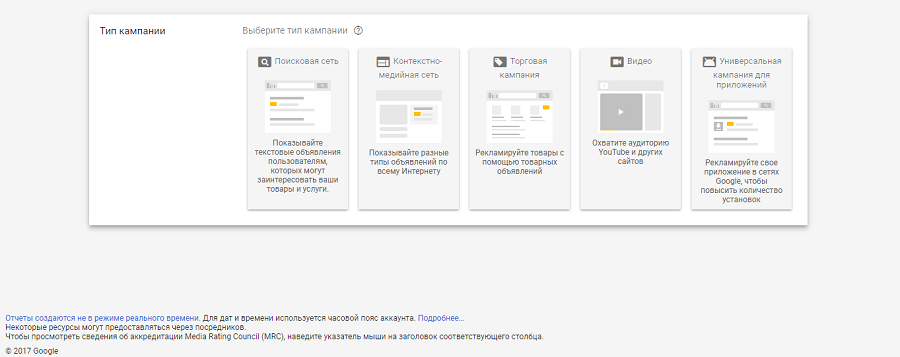 Тип кампании
Выберите тип кампании
Поисковая сеть
Показывайте
текстовые объявления
пользователям,
которых могут
заинтересовать ваши
товары и услуги.
Контекстно-
медийная сеть
Показывайте разные
типы объявлений по
всему Интернету
Торговая
кампания
Рекламируйте товары с
помощью товарных
объявлений
Видео
Охватите аудиторию
YouTube и других
сайтов
Универсальная
кампания для
приложений
Рекламируйте свое
приложение в сетях
Google, чтобы
повысить количество
установок
Отчеты создаются не в режиме реального времени. Для дат и времени используется часовой пояс аккаунта. Подробнее...
Некоторые ресурсы могут предоставляться через посредников.
Чтобы просмотреть сведения об аккредитации Media Rating Council (MRC), наведите указатель мыши на заголовок соответствующего столбца.
© 2017 Google